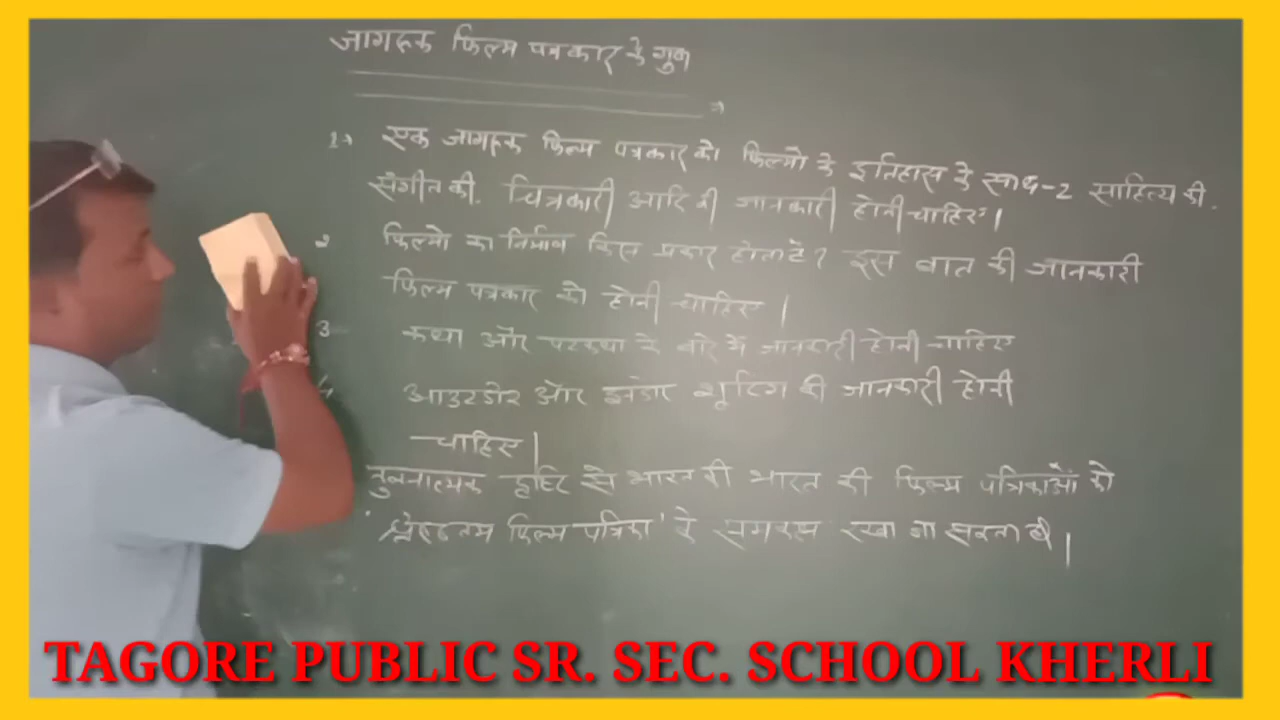 जागरूक फिल्म पत्रकार के गुण
1→ एक जागरूक फिल्म पत्रकार को फिल्मो के इतिहास के साथ-2 साहित्य की.
संगीत की. चित्रकारी आदि की जानकारी होनी चाहिए।
2 फिल्मो का निर्माण किस प्रकार होता है? इस बात की जानकारी
फिल्म पत्रकार को होनी चाहिए।
3 कथा और पटकथा के बारे में जानकारी होनी चाहिए
4 आउटडोर और इनडोर शूटिंग की जानकारी होनी
चाहिए।
तुलनात्मक दृष्टि से भारत की भारत की फिल्म पत्रिकाओं को
'श्रेष्ठतम फिल्म पत्रिका' के समकक्ष रखा जा सकता
TAGORE PUBLIC SR. SEC. SCHOOL KHERLI